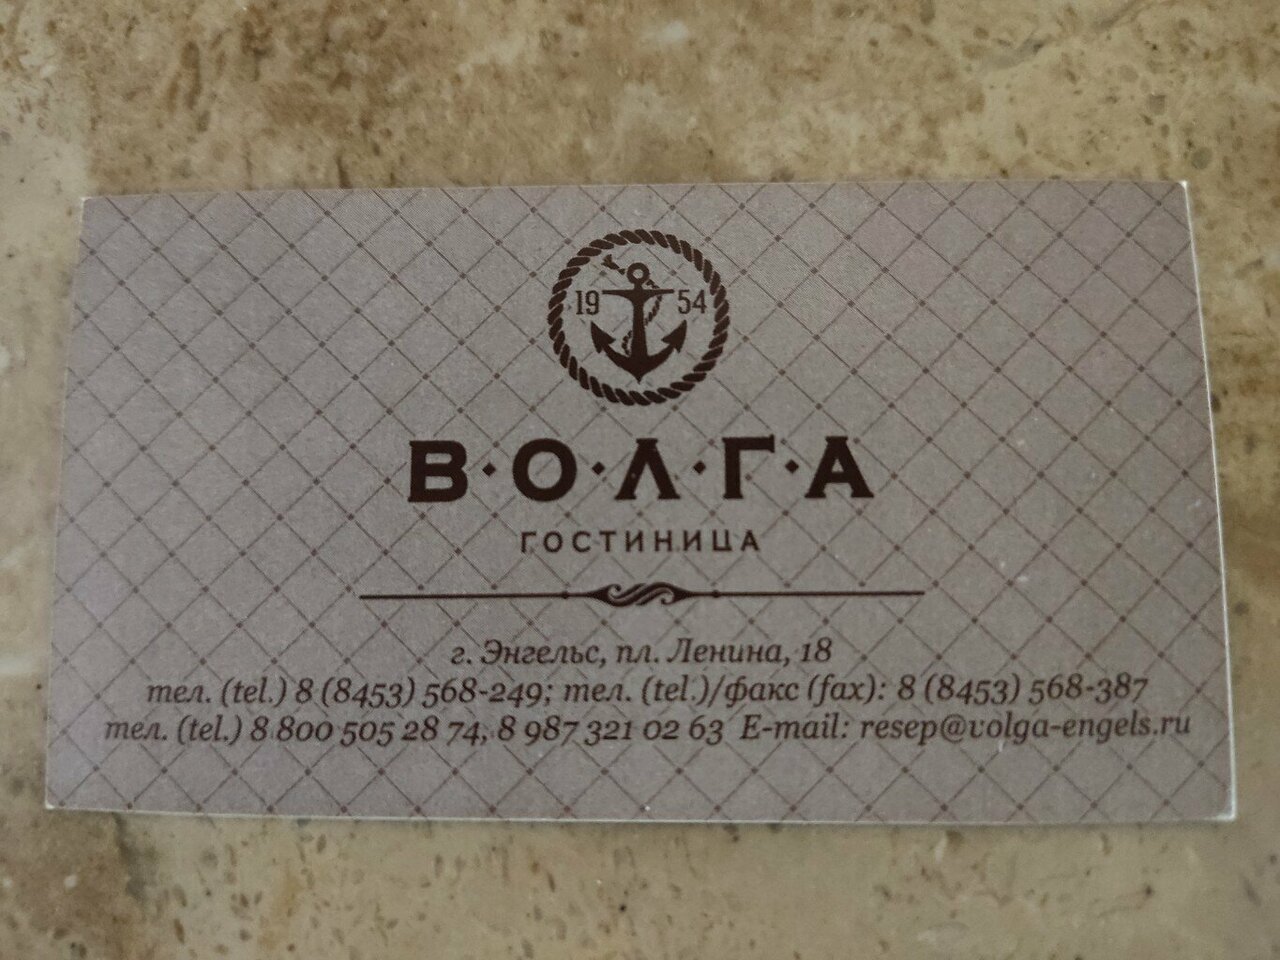 19 54
В·О·Л·Г·А
ГОСТИНИЦА
г. Энгельс, пл. Ленина, 18
тел. (tel.) 8 (8453) 568-249; тел. (tel.)/факс (fax): 8 (8453) 568-387
тел. (tel.) 8 800 505 28 74, 8 987 321 02 63 E-mail: resep@volga-engels.ru